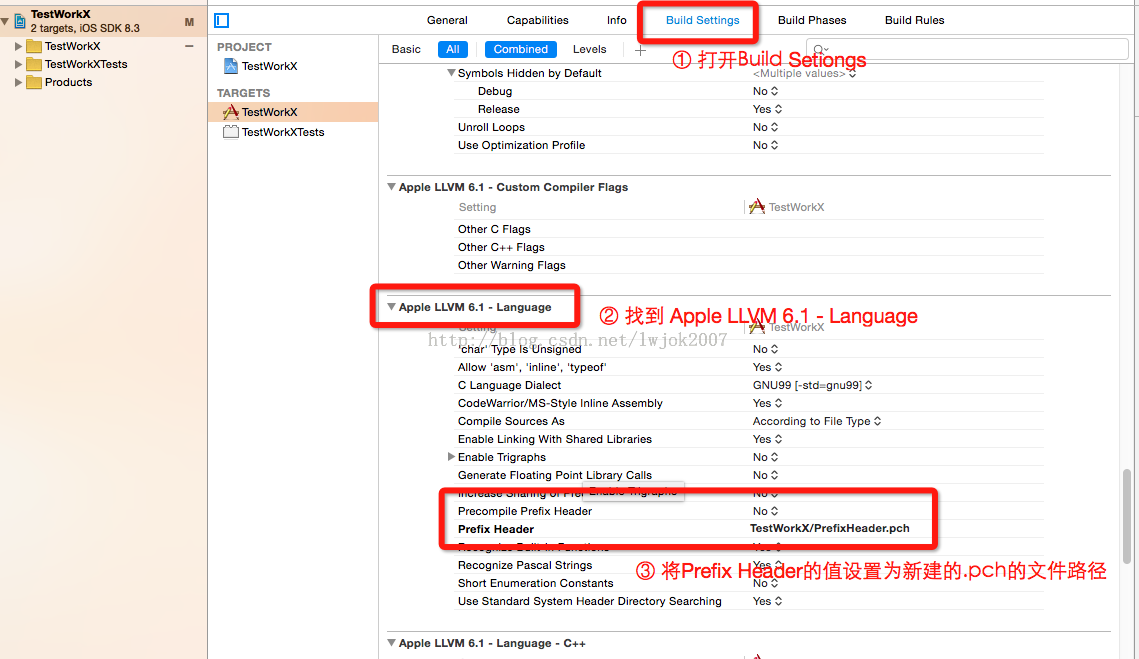 TestWorkX
2 targets, iOS SDK 8.3
M
TestWorkX
TestWorkXTests
Products
General Capabilities Info Build Settings Build Phases Build Rules
PROJECT
TestWorkX
TARGETS
TestWorkX
TestWorkXTests
Basic All Combined Levels
① 打开Build Setiongs
Symbols Hidden by Default <Multiple values>
Debug No
Release Yes
Unroll Loops No
Use Optimization Profile No
Apple LLVM 6.1 - Custom Compiler Flags
Setting TestWorkX
Other C Flags
Other C++ Flags
Other Warning Flags
Apple LLVM 6.1 - Language
② 找到 Apple LLVM 6.1 - Language
Setting TestWorkX
http://blog.csdn.net/lwjok2007
'char' Type Is Unsigned No
Allow 'asm', 'inline', 'typeof' Yes
C Language Dialect GNU99 [-std=gnu99]
CodeWarrior/MS-Style Inline Assembly Yes
Compile Sources As According to File Type
Enable Linking With Shared Libraries Yes
Enable Trigraphs No
Generate Floating Point Library Calls No
Increase Sharing of Pre No
Enable Trigraphs
Precompile Prefix Header No
Prefix Header TestWorkX/PrefixHeader.pch
Recognize Built-in Functions Yes
Recognize Pascal Strings Yes
③ 将Prefix Header的值设置为新建的.pch的文件路径
Short Enumeration Constants No
Use Standard System Header Directory Searching Yes
Apple LLVM 6.1 - Language - C++